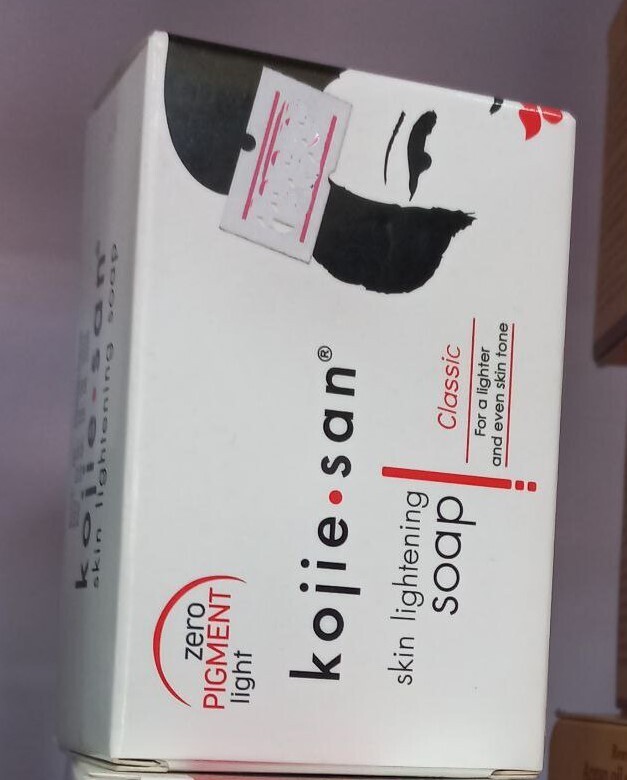 zero
PIGMENT
light
kojie·san®
skin lightening
soap
Classic
For a lighter
and even skin tone
kojie·san®
skin lightening soap